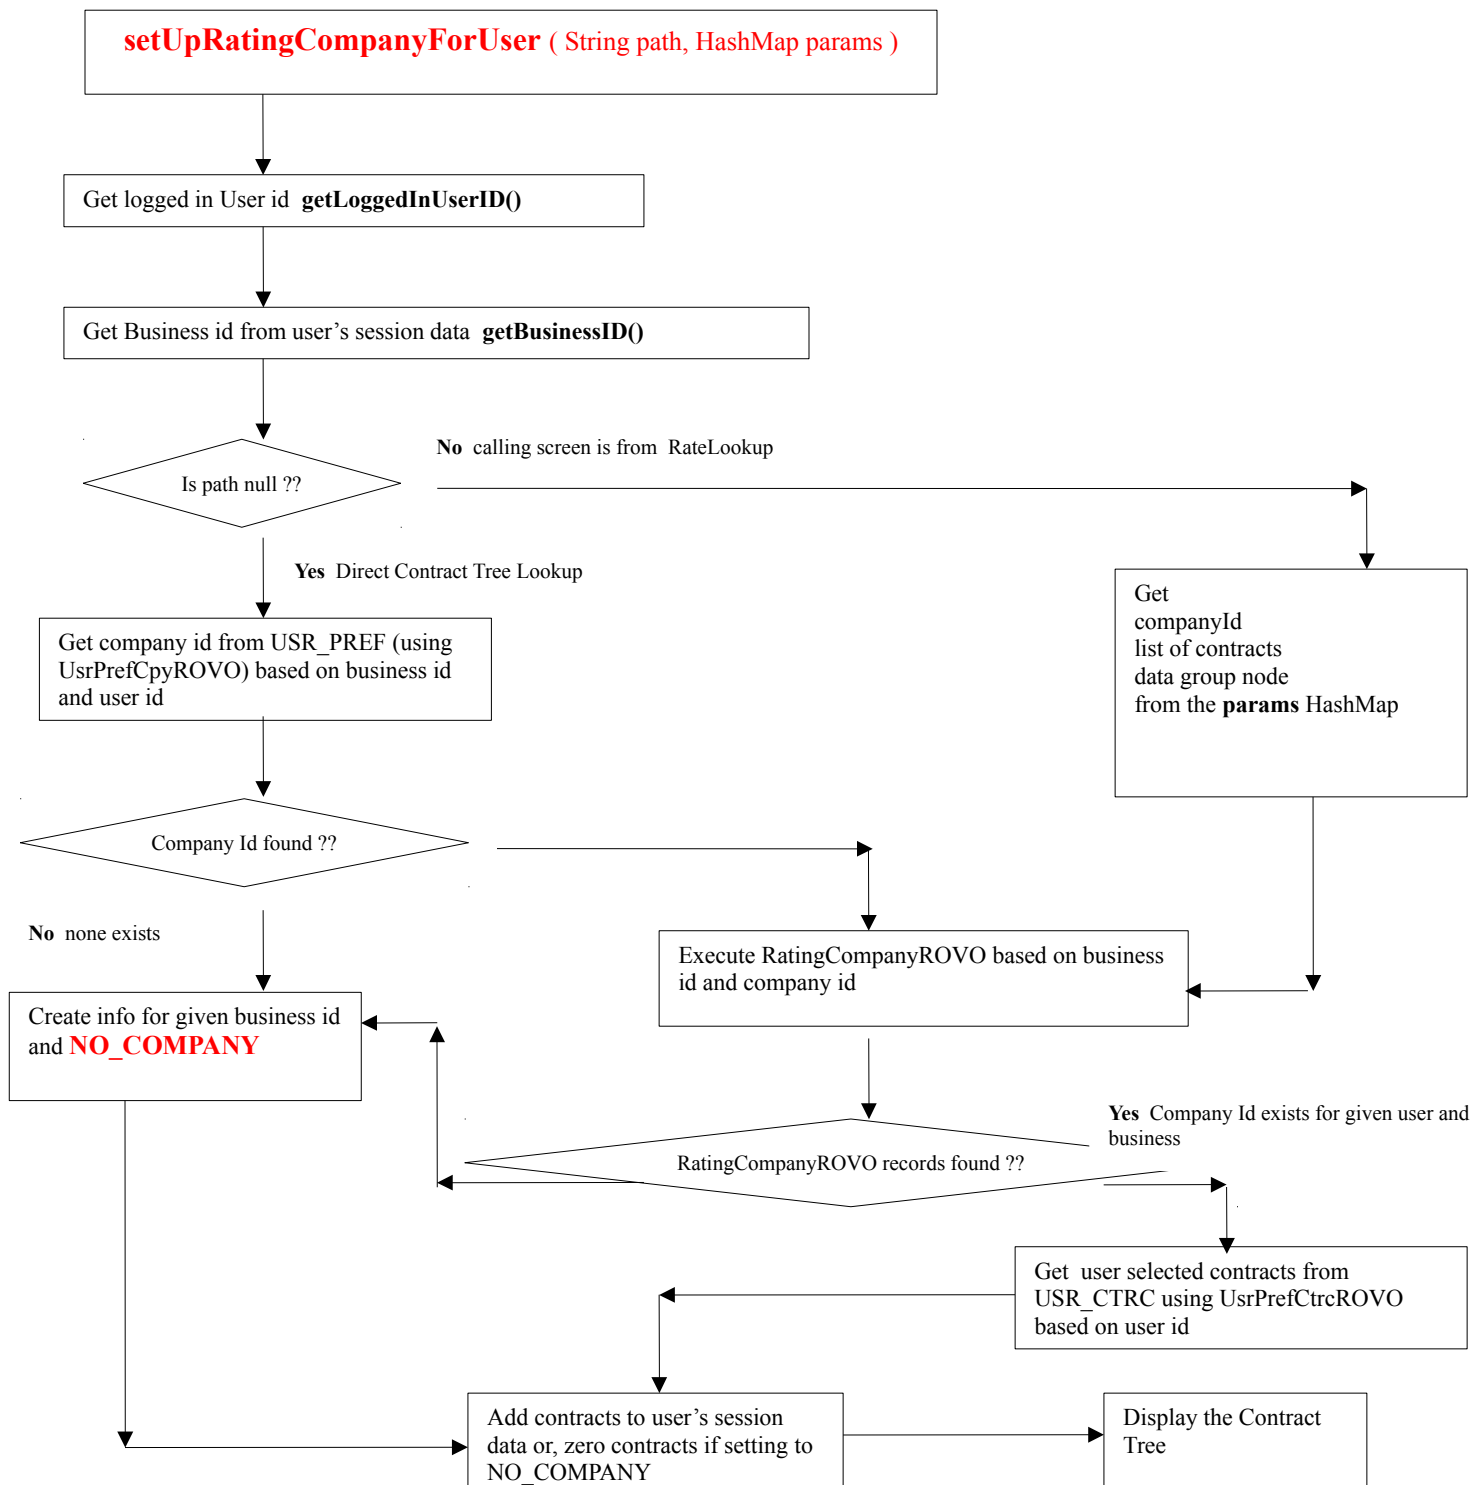 setUpRatingCompanyForUser ( String path, HashMap params )
Get logged in User id getLoggedInUserID()
Get Business id from user’s session data getBusinessID()
No calling screen is from RateLookup
Is path null ??
Yes Direct Contract Tree Lookup
Get
companyId
list of contracts
data group node
from the params HashMap
Get company id from USR_PREF (using
UsrPrefCpyROVO) based on business id
and user id
Company Id found ??
No none exists
Execute RatingCompanyROVO based on business
id and company id
Create info for given business id
and NO_COMPANY
Yes Company Id exists for given user and
business
RatingCompanyROVO records found ??
Get user selected contracts from
USR_CTRC using UsrPrefCtrcROVO
based on user id
Add contracts to user’s session
data or, zero contracts if setting to
NO_COMPANY
Display the Contract
Tree